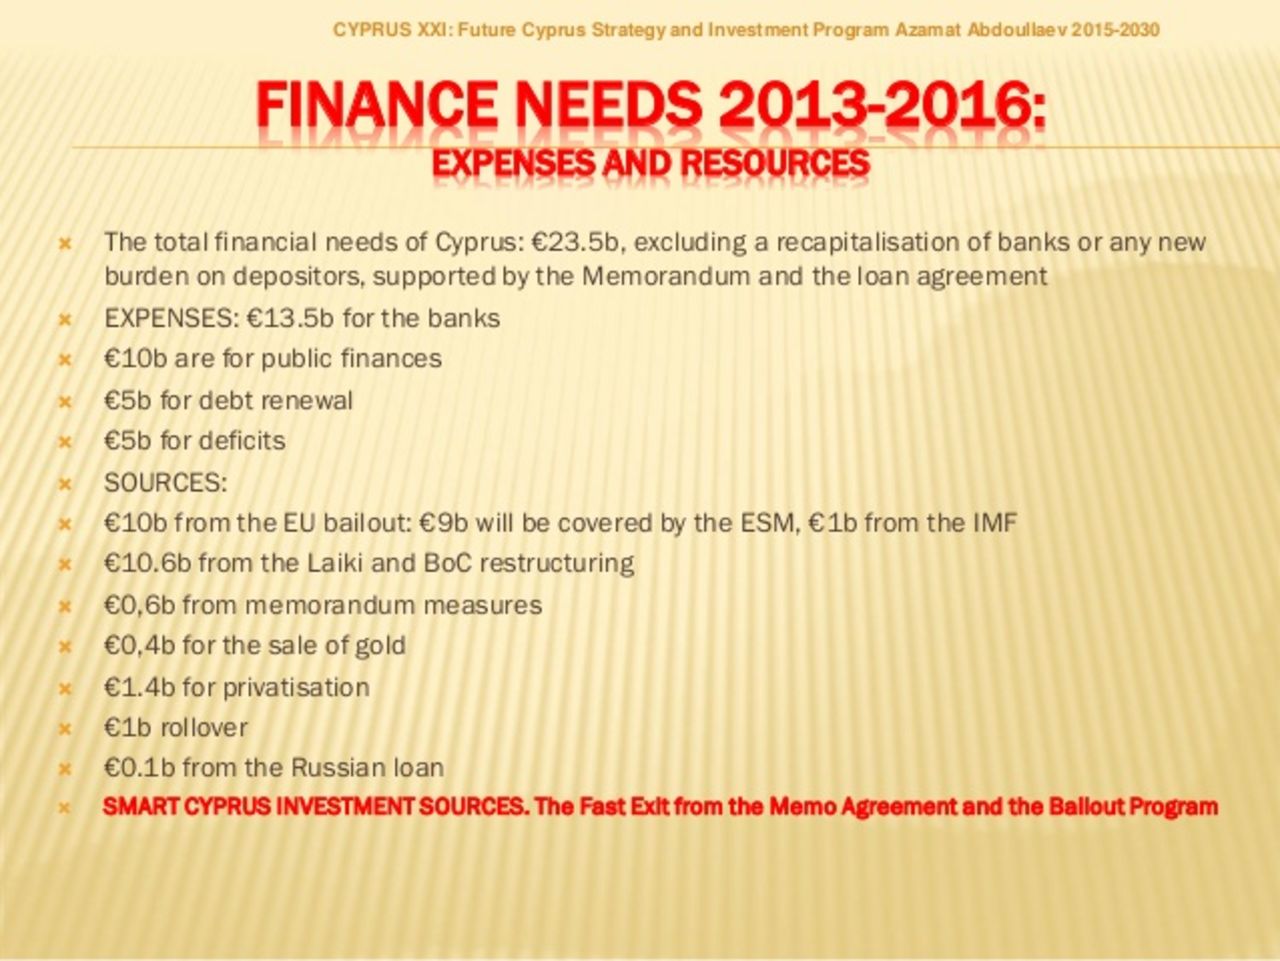 CYPRUS XXI: Future Cyprus Strategy and Investment Program Azamat Abdoullaev 2015-2030
FINANCE NEEDS 2013-2016:
EXPENSES AND RESOURCES
The total financial needs of Cyprus: €23.5b, excluding a recapitalisation of banks or any new
burden on depositors, supported by the Memorandum and the loan agreement
EXPENSES: €13.5b for the banks
€10b are for public finances
€5b for debt renewal
€5b for deficits
SOURCES:
€10b from the EU bailout: €9b will be covered by the ESM, €1b from the IMF
€10.6b from the Laiki and BoC restructuring
€0,6b from memorandum measures
€0,4b for the sale of gold
€1.4b for privatisation
€1b rollover
€0.1b from the Russian loan
SMART CYPRUS INVESTMENT SOURCES. The Fast Exit from the Memo Agreement and the Bailout Program